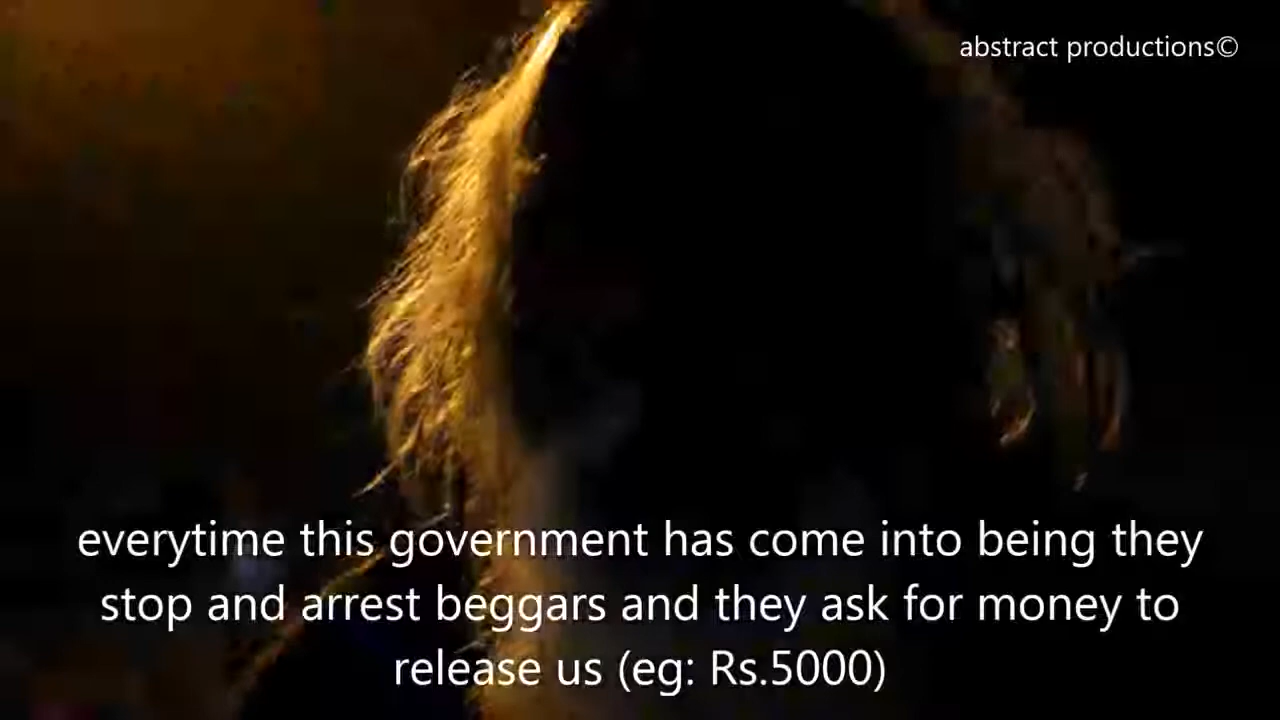 abstract productions©
everytime this government has come into being they
stop and arrest beggars and they ask for money to
release us (eg: Rs.5000)